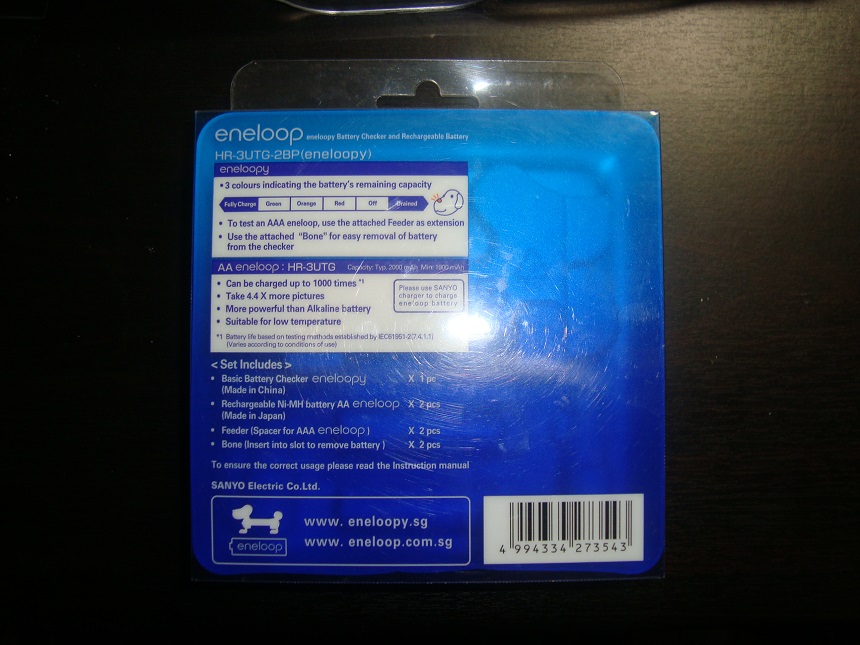 eneloop eneloopy Battery Checker and Rechargeable Battery
HR-3UTG-2BP(eneloopy)
eneloopy
• 3 colours indicating the battery's remaining capacity
Fully Charge Green Orange Red Off Drained
• To test an AAA eneloop, use the attached Feeder as extension
• Use the attached "Bone" for easy removal of battery
from the checker
AA eneloop : HR-3UTG Capacity: Typ. 2000 mAh Min. 1900 mAh
• Can be charged up to 1000 times *1
• Take 4.4 X more pictures
• More powerful than Alkaline battery
• Suitable for low temperature
Please use SANYO
charger to charge
eneloop battery
*1 Battery life based on testing methods established by IEC61951-2(7.4.1.1)
(Varies according to conditions of use)
< Set Includes >
• Basic Battery Checker eneloopy X 1 pc
(Made in China)
• Rechargeable Ni-MH battery AA eneloop X 2 pcs
(Made in Japan)
• Feeder (Spacer for AAA eneloop ) X 2 pcs
• Bone (Insert into slot to remove battery ) X 2 pcs
To ensure the correct usage please read the Instruction manual
SANYO Electric Co.Ltd.
eneloop
www. eneloopy.sg
www. eneloop.com.sg
4 994334 273543